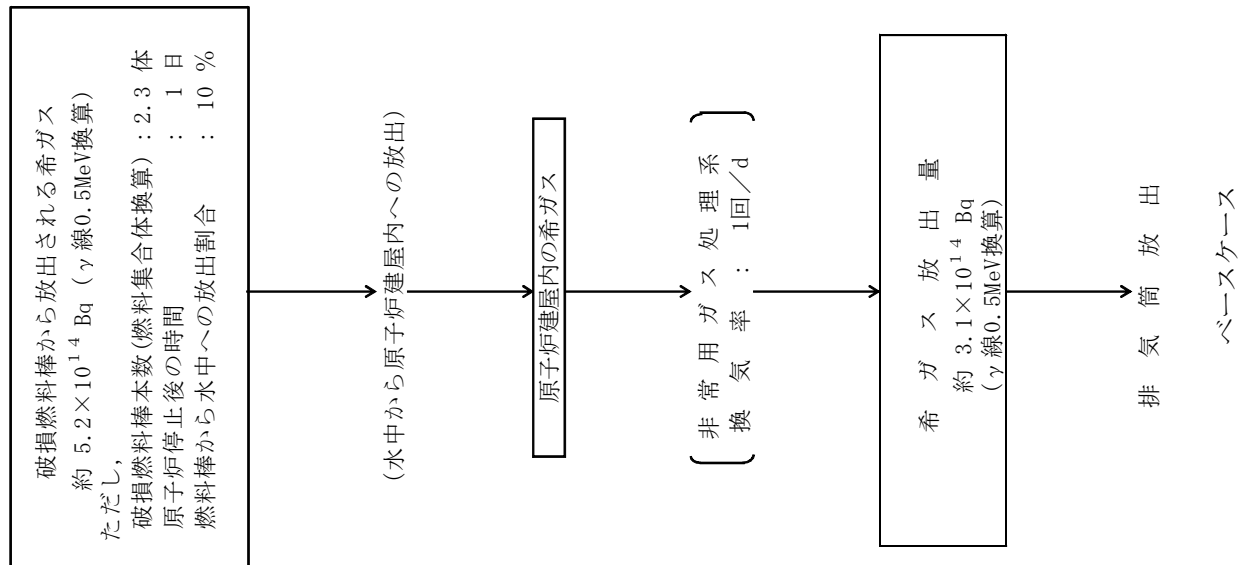 破損燃料棒から放出される希ガス
約 5.2×10¹⁴ Bq (γ線0.5MeV換算)
ただし,
破損燃料棒本数(燃料集合体換算) : 2.3 体
原子炉停止後の時間 : 1 日
燃料棒から水中への放出割合 : 10 %
(水中から原子炉建屋内への放出)
原子炉建屋内の希ガス
非常用ガス処理系
換気率 : 1回/d
希ガス放出量
約 3.1×10¹⁴ Bq
(γ線0.5MeV換算)
排気筒放出
ベースケース